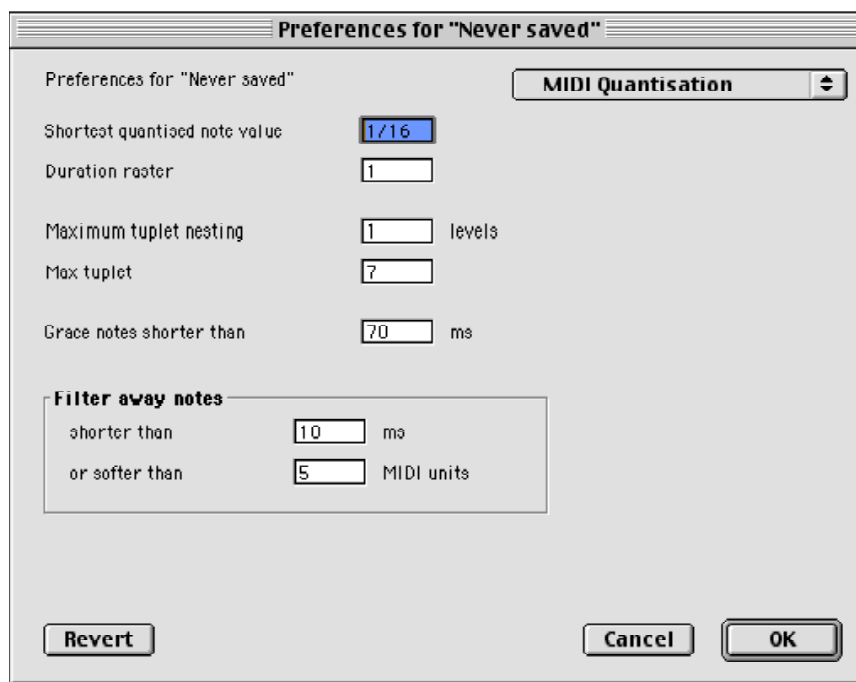 Preferences for "Never saved"
Preferences for "Never saved"
MIDI Quantisation
Shortest quantised note value 1/16
Duration raster 1
Maximum tuplet nesting 1 levels
Max tuplet 7
Grace notes shorter than 70 ms
Filter away notes
shorter than 10 ms
or softer than 5 MIDI units
Revert Cancel OK